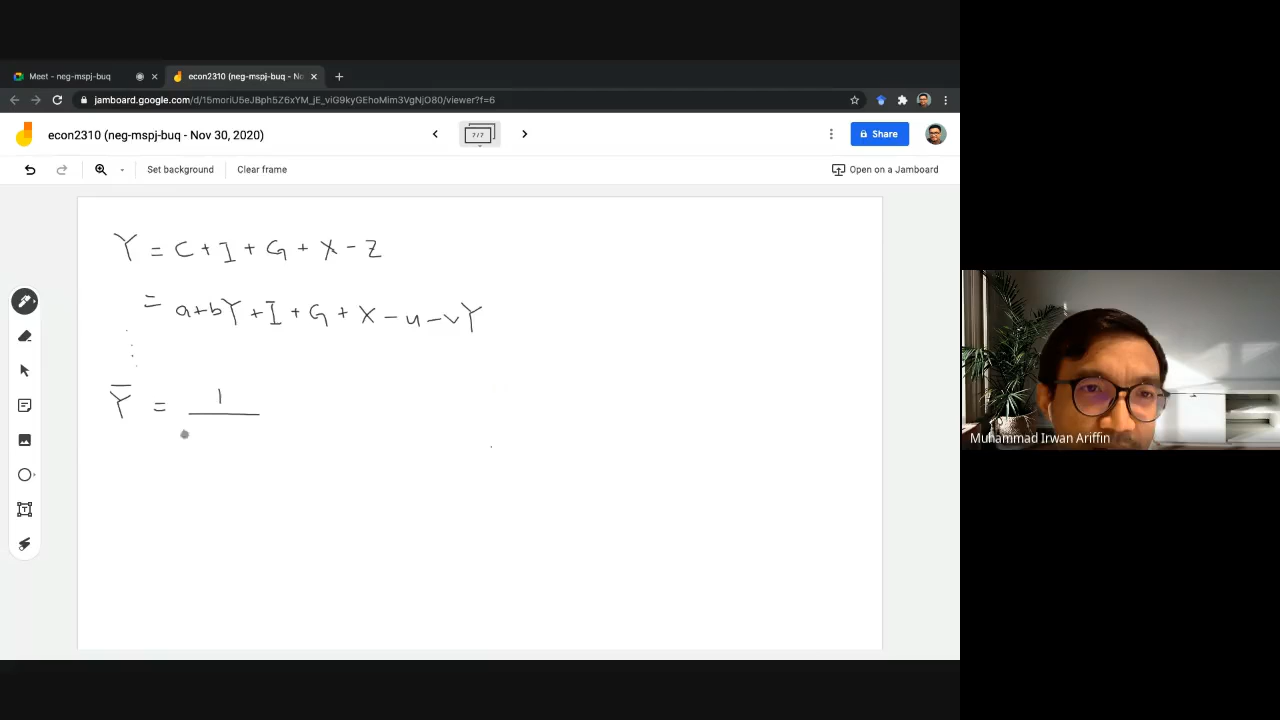 Meet - neg-mspj-buq
econ2310 (neg-mspj-buq - No
jamboard.google.com/d/15moriU5eJBph5Z6xYM_jE_viG9kyGEhoMim3VgNjO80/viewer?f=6
econ2310 (neg-mspj-buq - Nov 30, 2020)
7/7
Share
Set background
Clear frame
Open on a Jamboard
Y = C + I + G + X - Z
= a + bY + I + G + X - u - vY
Ȳ = 1
Muhammad Irwan Ariffin